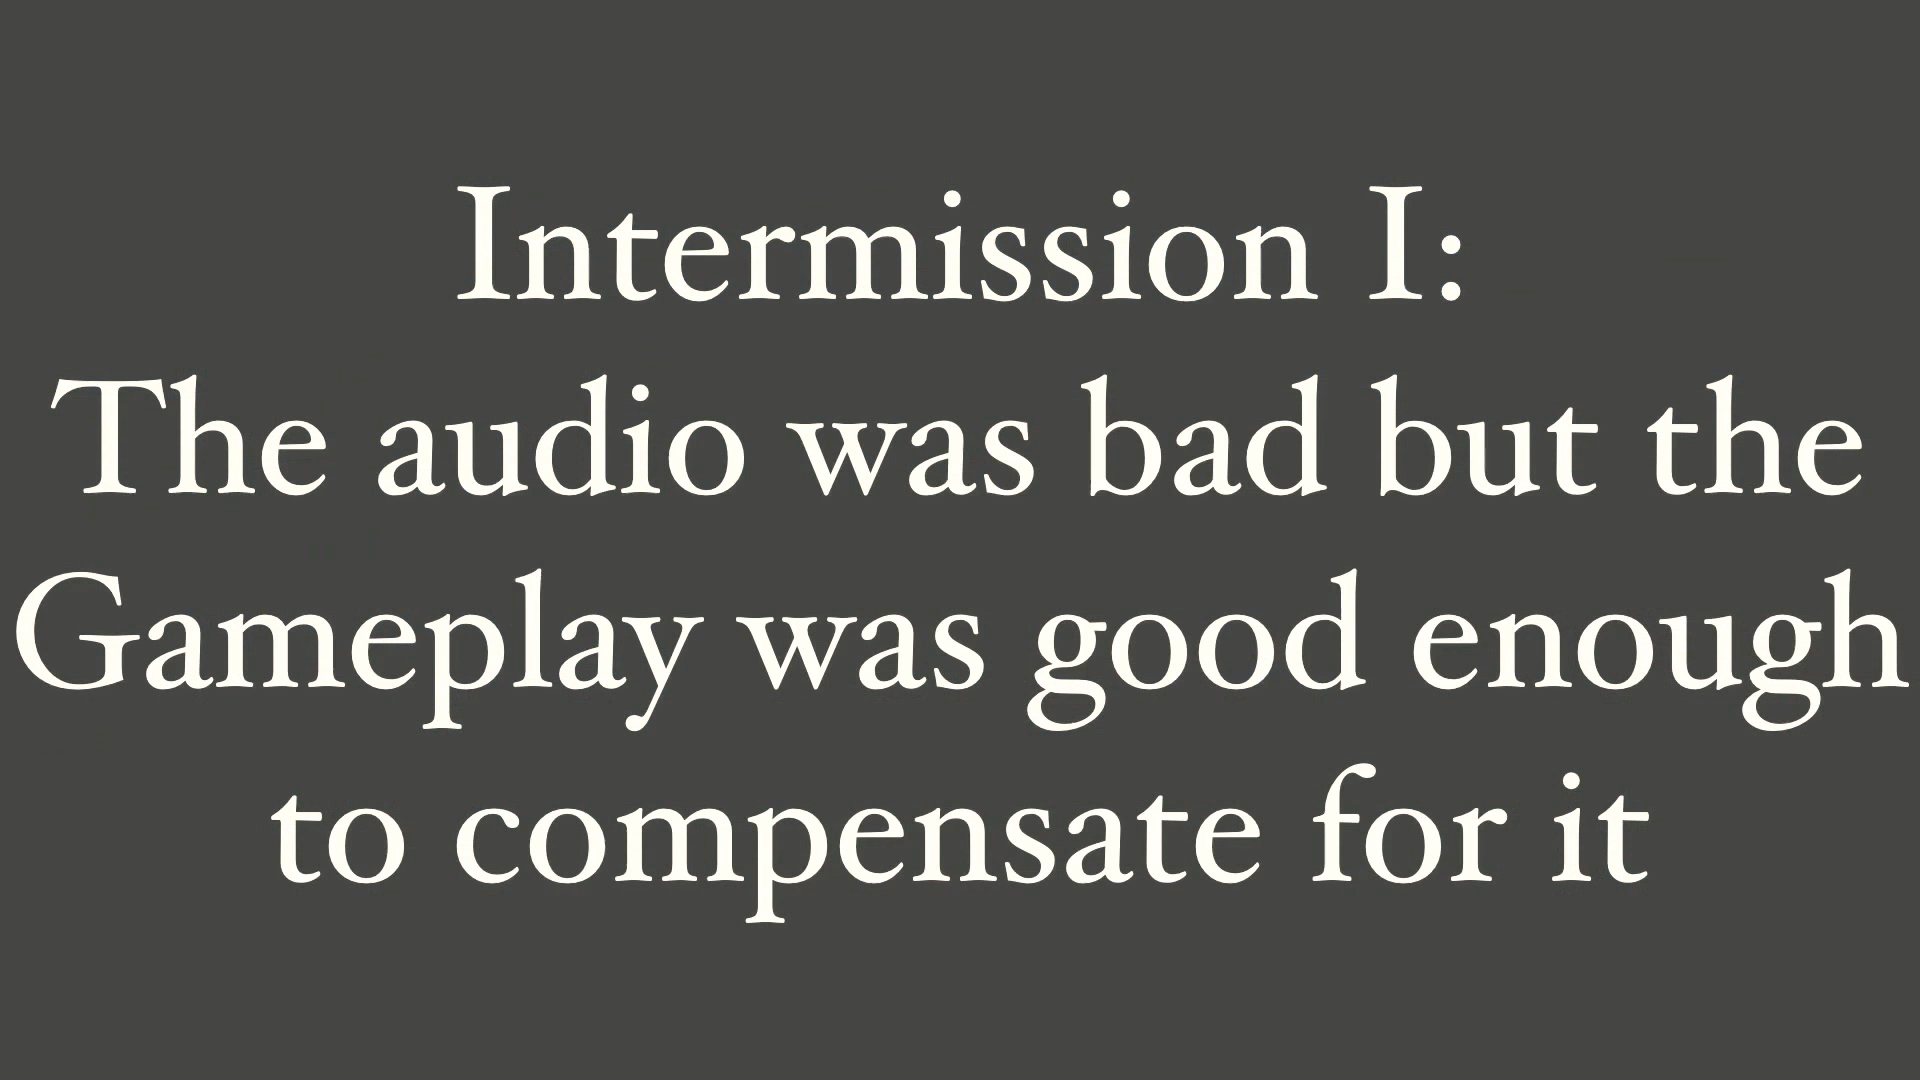 Intermission I:
The audio was bad but the
Gameplay was good enough
to compensate for it